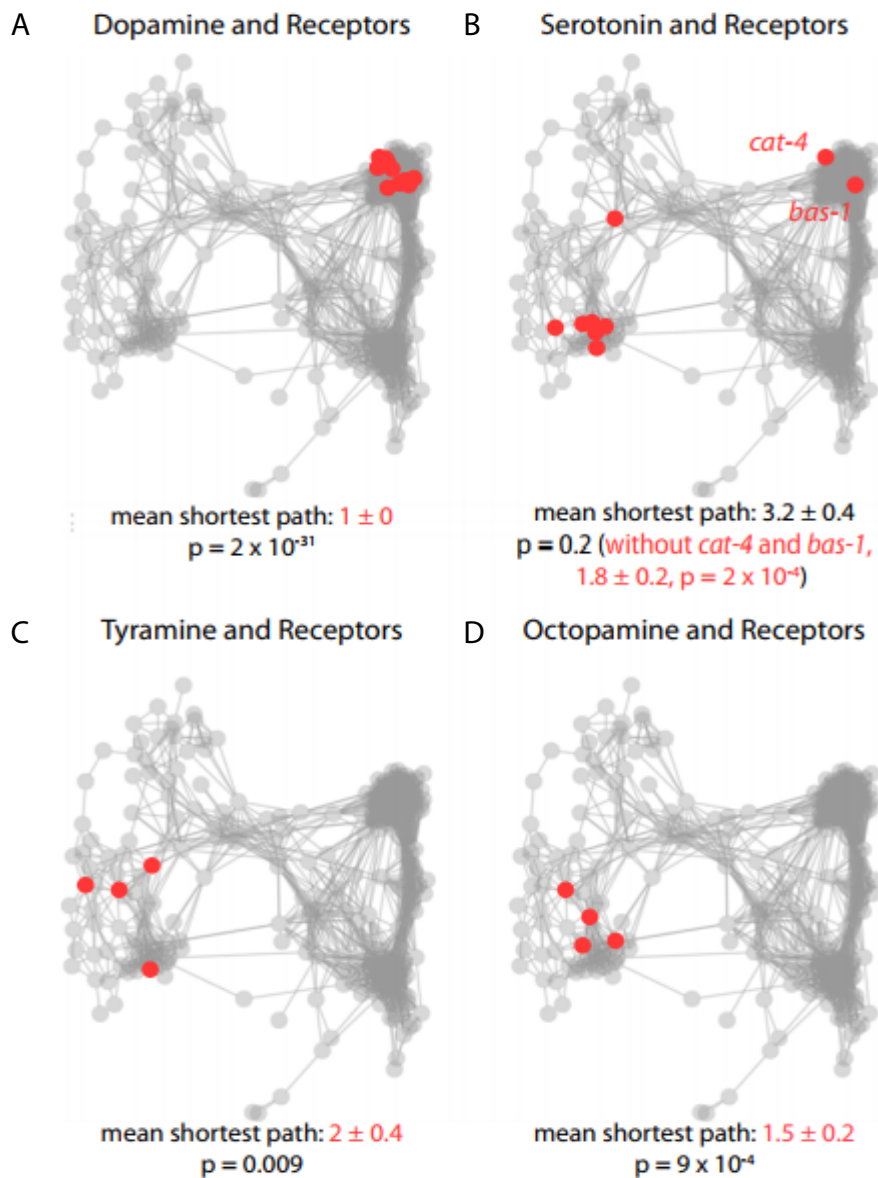 A
Dopamine and Receptors
mean shortest path: 1 ± 0
p = 2 x 10⁻³¹
B
Serotonin and Receptors
cat-4
bas-1
mean shortest path: 3.2 ± 0.4
p = 0.2 (without cat-4 and bas-1,
1.8 ± 0.2, p = 2 x 10⁻⁴)
C
Tyramine and Receptors
mean shortest path: 2 ± 0.4
p = 0.009
D
Octopamine and Receptors
mean shortest path: 1.5 ± 0.2
p = 9 x 10⁻⁴